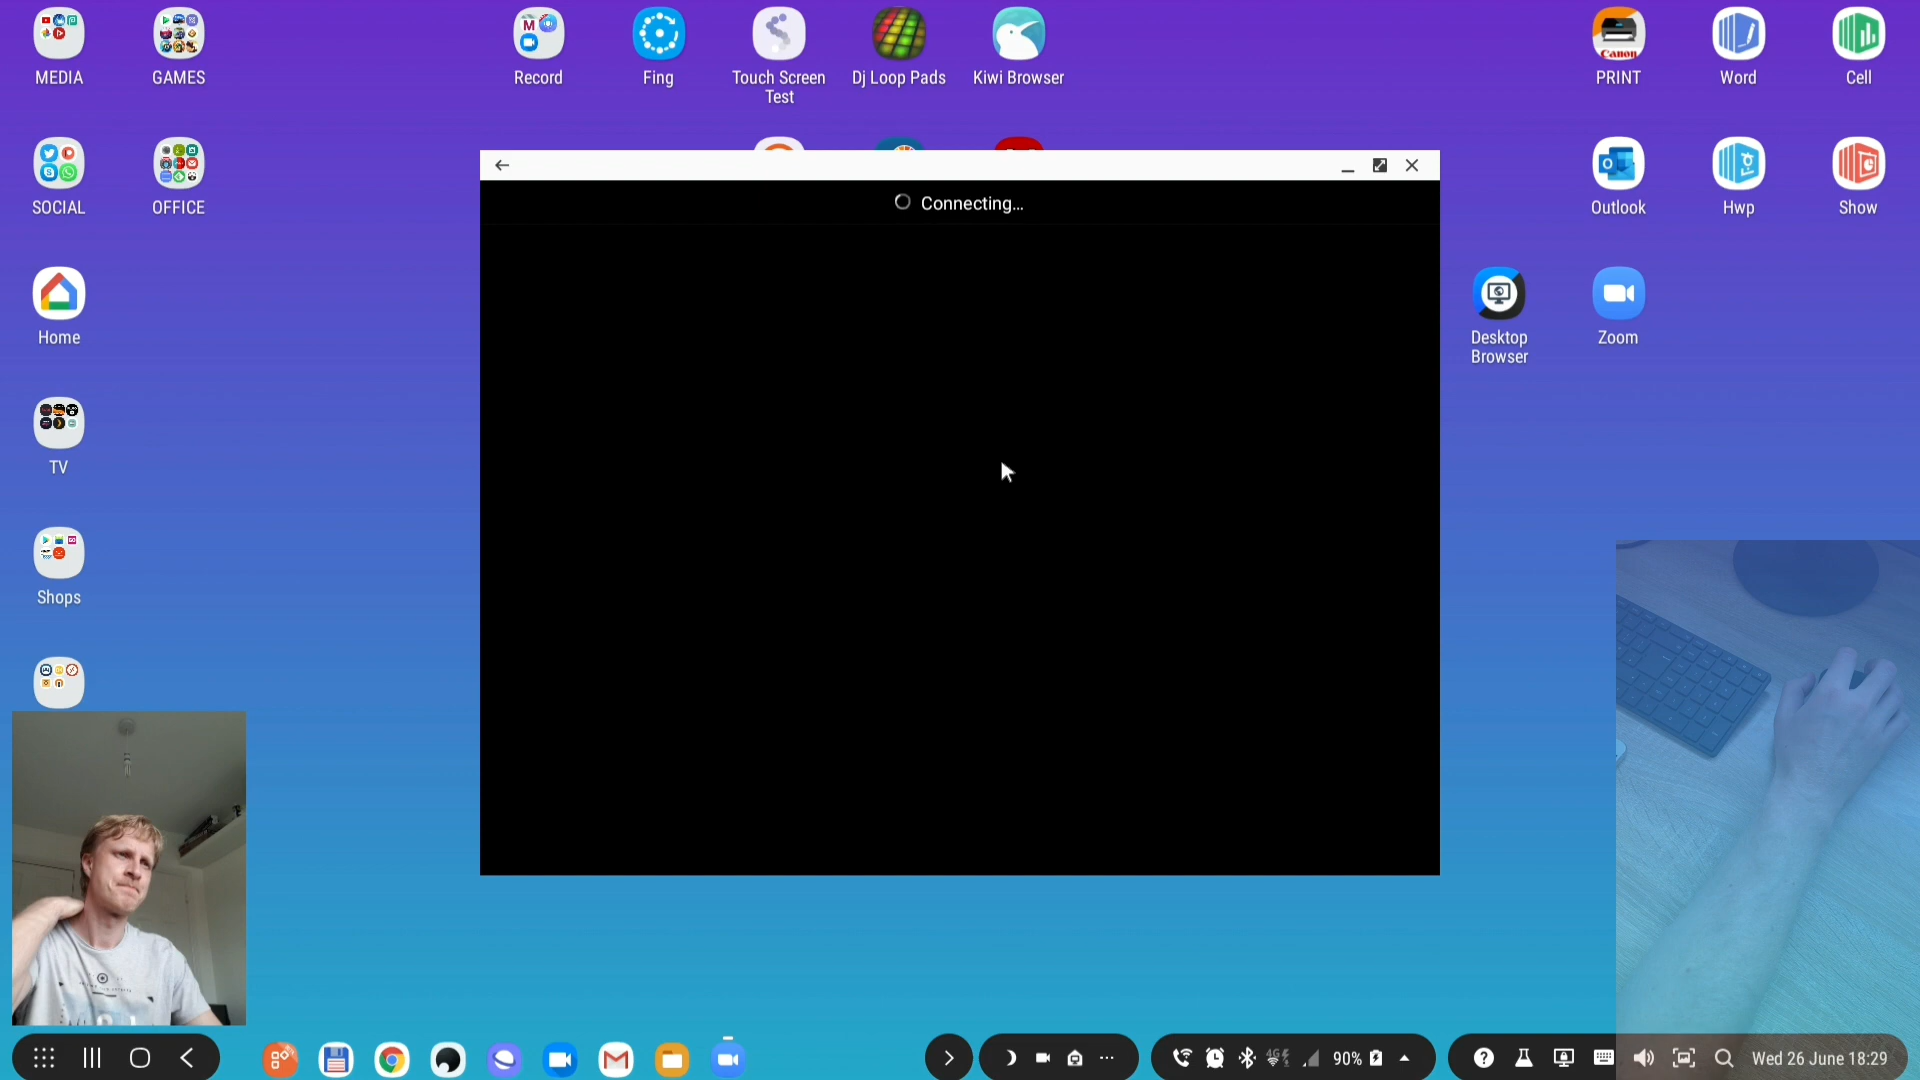 MEDIA
GAMES
Record
Fing
Touch Screen
Test
Dj Loop Pads
Kiwi Browser
Canon
PRINT
Word
Cell
SOCIAL
OFFICE
Outlook
Hwp
Show
Connecting...
Home
Desktop
Browser
Zoom
TV
Shops
90%
Wed 26 June 18:29